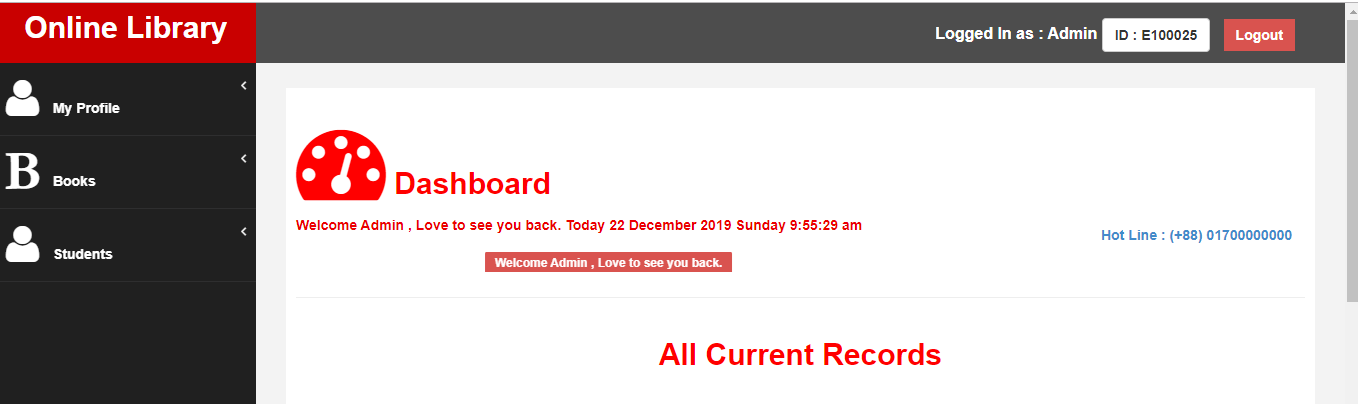 Online Library
Logged In as : Admin ID : E100025 Logout
My Profile
B Books
Students
Dashboard
Welcome Admin , Love to see you back. Today 22 December 2019 Sunday 9:55:29 am
Hot Line : (+88) 01700000000
Welcome Admin , Love to see you back.
All Current Records